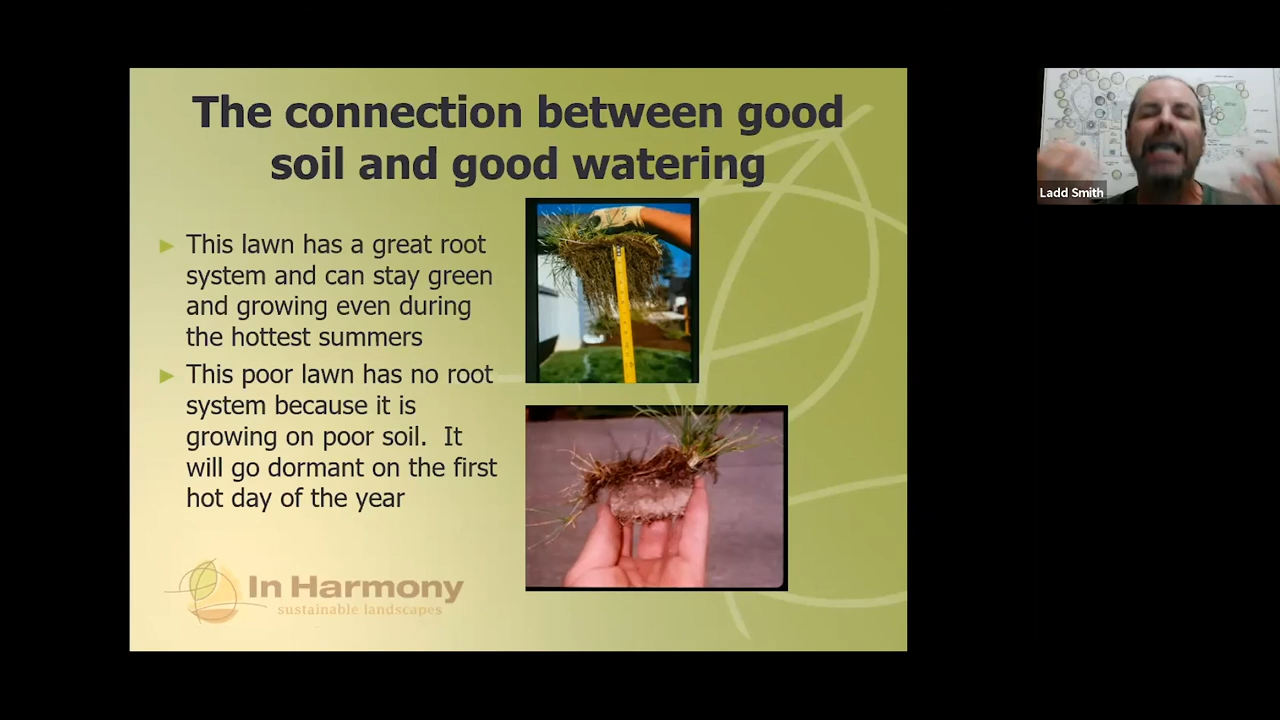 The connection between good
soil and good watering
► This lawn has a great root
system and can stay green
and growing even during
the hottest summers
► This poor lawn has no root
system because it is
growing on poor soil.  It
will go dormant on the first
hot day of the year
In Harmony
sustainable landscapes
Ladd Smith